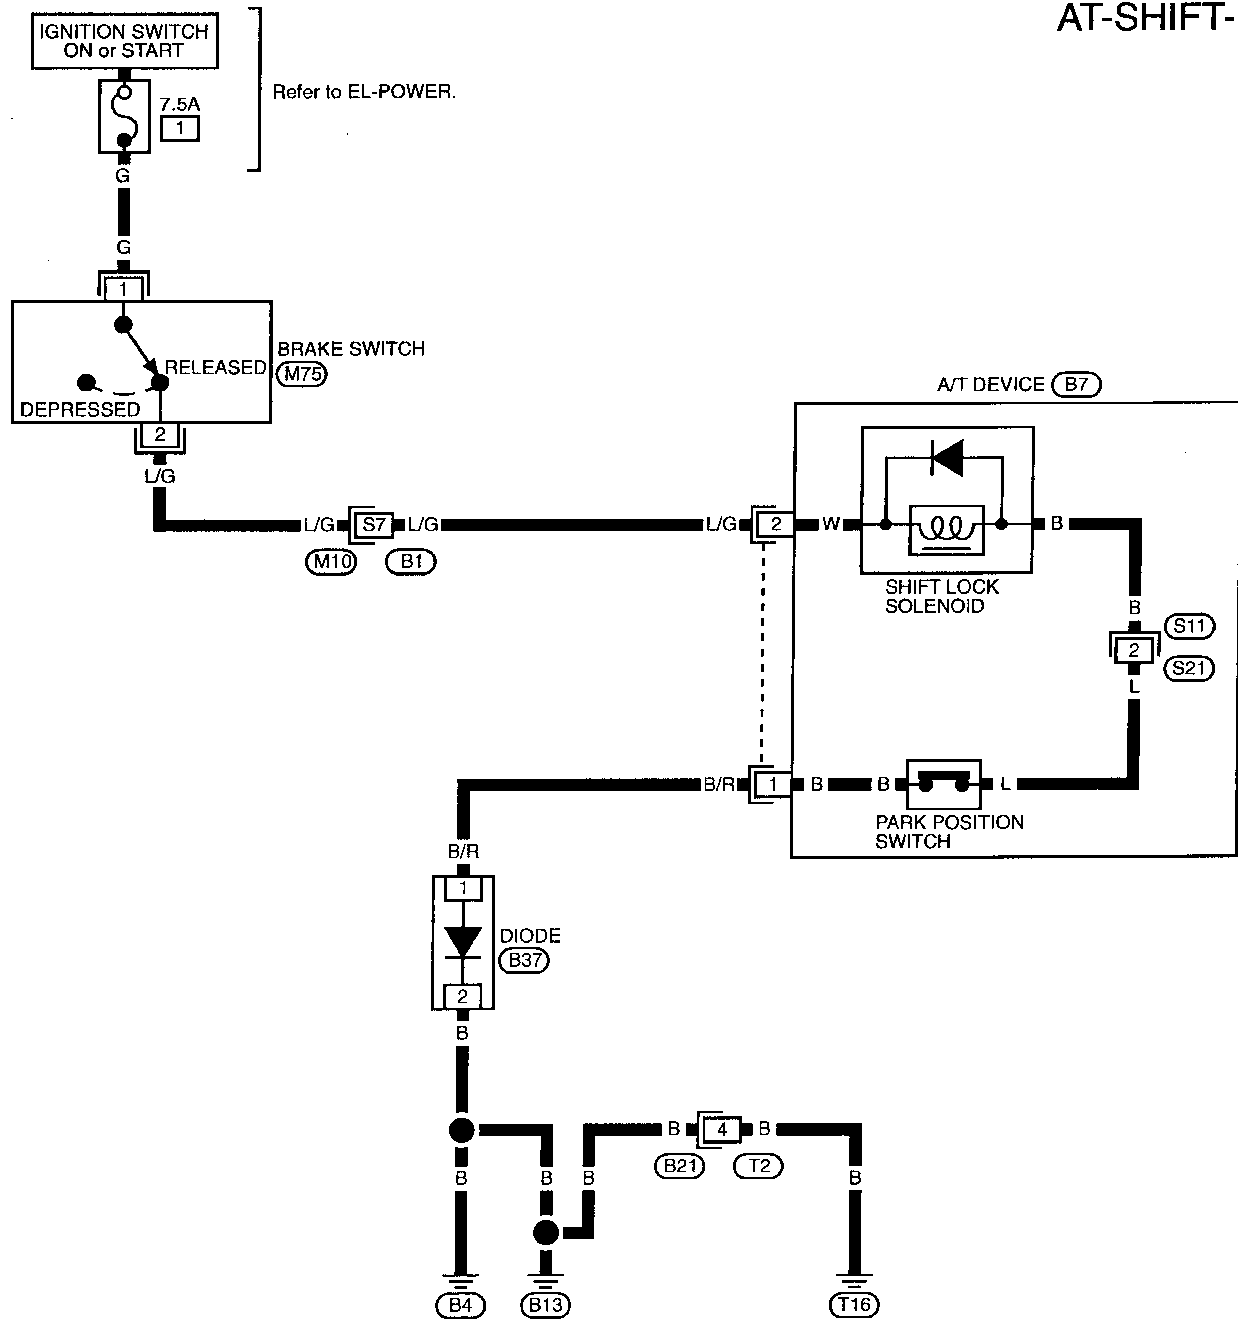 AT-SHIFT-
IGNITION SWITCH
ON or START
Refer to EL-POWER.
7.5A
1
G
G
1
RELEASED
DEPRESSED
BRAKE SWITCH
M75
2
L/G
L/G
S7
L/G
M10
B1
L/G
2
A/T DEVICE
B7
W
B
SHIFT LOCK
SOLENOID
B
S11
2
S21
L
B/R
1
B
B
L
PARK POSITION
SWITCH
B/R
1
DIODE
B37
2
B
B
4
B
B21
T2
B
B
B
B
B4
B13
T16